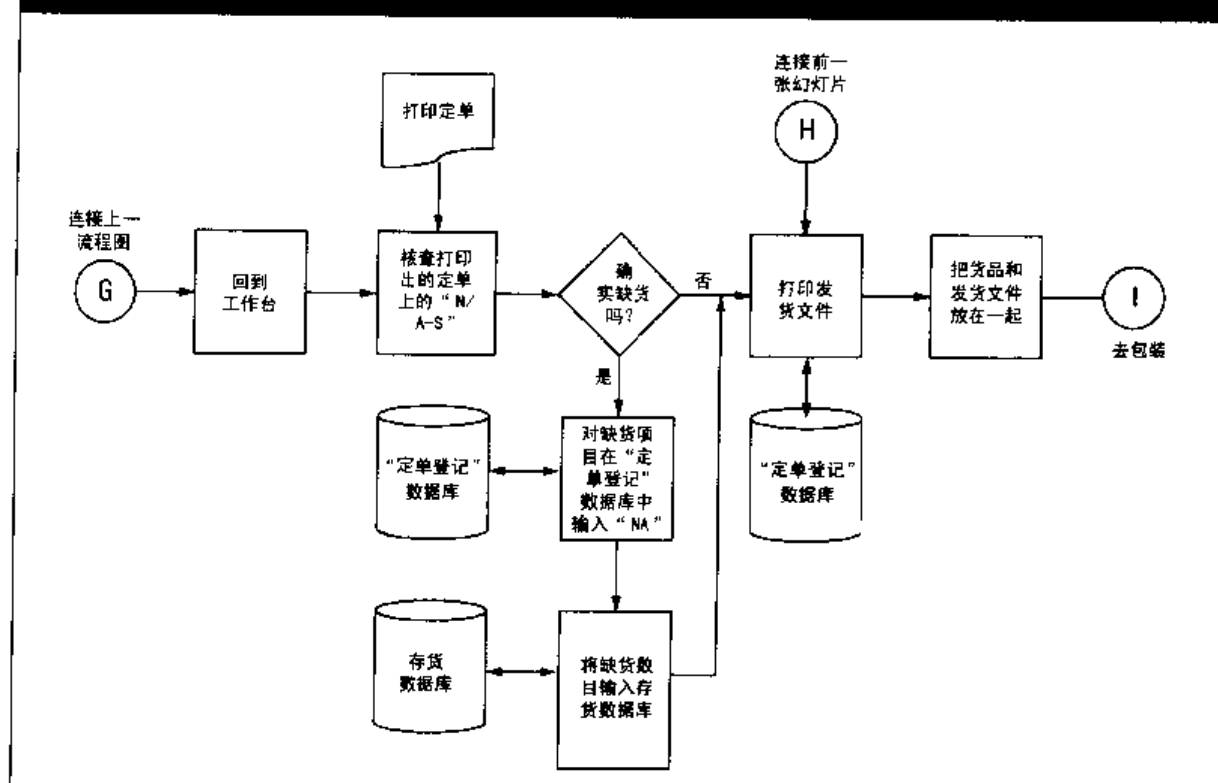 连接前一
张幻灯片
H
打印定单
连接上一
流程图
G
回到
工作台
核查打印
出的定单
上的“N/
A-S”
确
实缺货
吗?
否
是
打印发
货文件
把货品和
发货文件
放在一起
I
去包装
“定单登记”
数据库
对缺货项
目在“定
单登记”
数据库中
输入“NA”
“定单登记”
数据库
存货
数据库
将缺货数
目输入存
货数据库